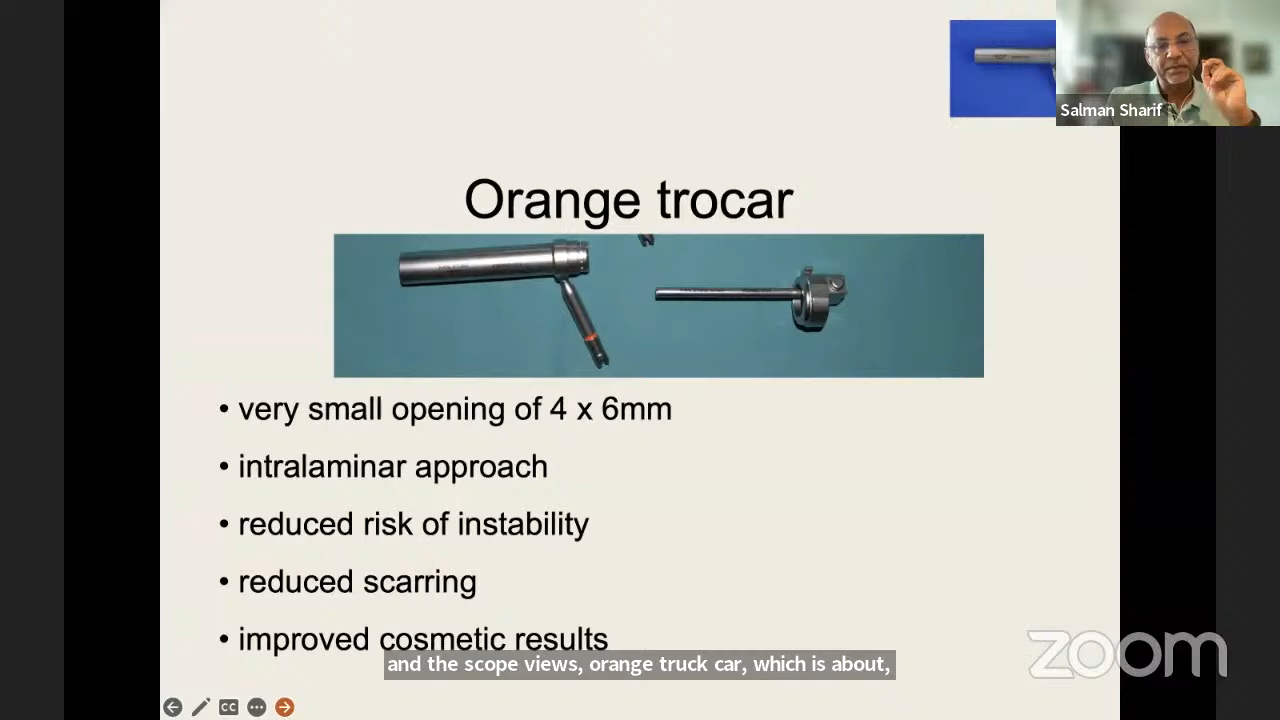 Salman Sharif
Orange trocar
• very small opening of 4 x 6mm
• intralaminar approach
• reduced risk of instability
• reduced scarring
• improved cosmetic results
and the scope views, orange truck car, which is about,
zoom
CC